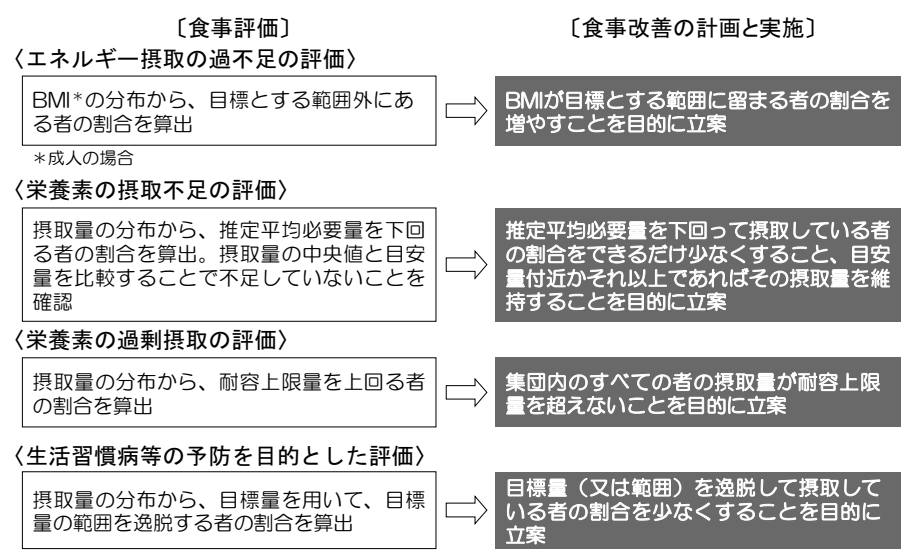 〔食事評価〕
〔食事改善の計画と実施〕
〈エネルギー摂取の過不足の評価〉
BMI*の分布から、目標とする範囲外にあ
る者の割合を算出
BMIが目標とする範囲に留まる者の割合を
増やすことを目的に立案
*成人の場合
〈栄養素の摂取不足の評価〉
摂取量の分布から、推定平均必要量を下回
る者の割合を算出。摂取量の中央値と目安
量を比較することで不足していないことを
確認
推定平均必要量を下回って摂取している者
の割合をできるだけ少なくすること、目安
量付近かそれ以上であればその摂取量を維
持することを目的に立案
〈栄養素の過剰摂取の評価〉
摂取量の分布から、耐容上限量を上回る者
の割合を算出
集団内のすべての者の摂取量が耐容上限
量を超えないことを目的に立案
〈生活習慣病等の予防を目的とした評価〉
摂取量の分布から、目標量を用いて、目標
量の範囲を逸脱する者の割合を算出
目標量（又は範囲）を逸脱して摂取して
いる者の割合を少なくすることを目的に
立案